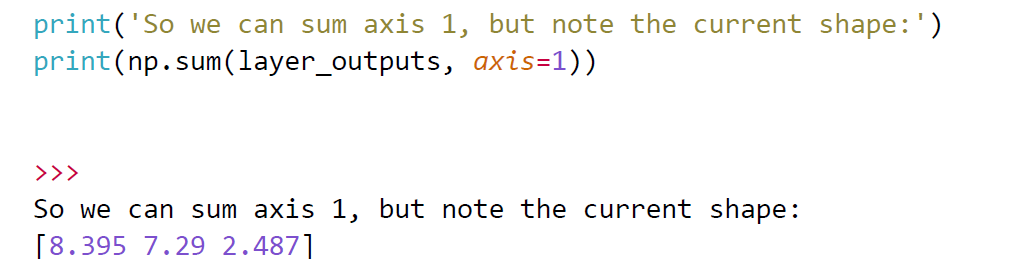 print('So we can sum axis 1, but note the current shape:')
print(np.sum(layer_outputs, axis=1))
>>>
So we can sum axis 1, but note the current shape:
[8.395 7.29 2.487]